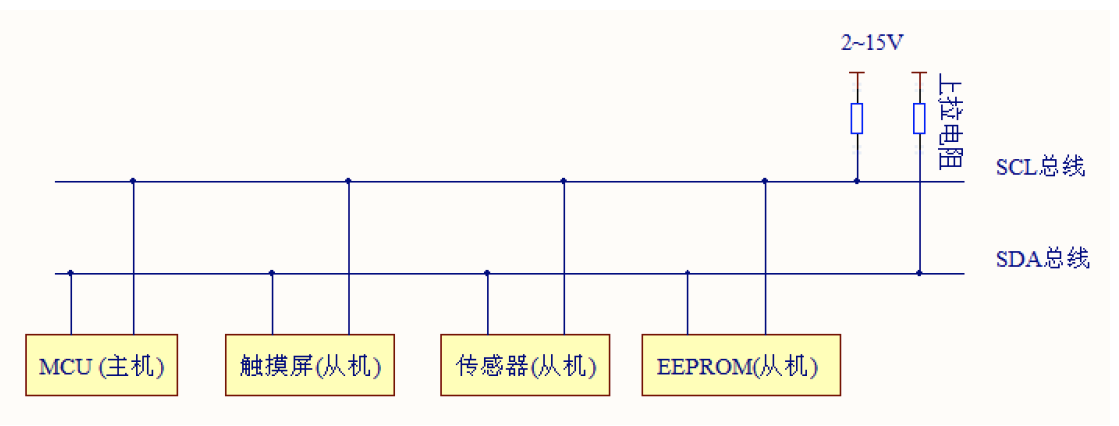 2~15V
上拉电阻
SCL总线
SDA总线
MCU (主机)
触摸屏(从机)
传感器(从机)
EEPROM(从机)